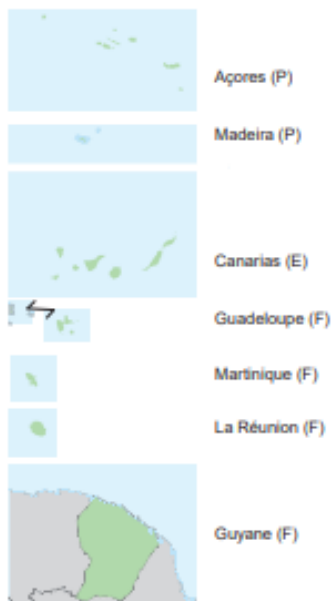 Açores (P)
Madeira (P)
Canarias (E)
Guadeloupe (F)
Martinique (F)
La Réunion (F)
Guyane (F)